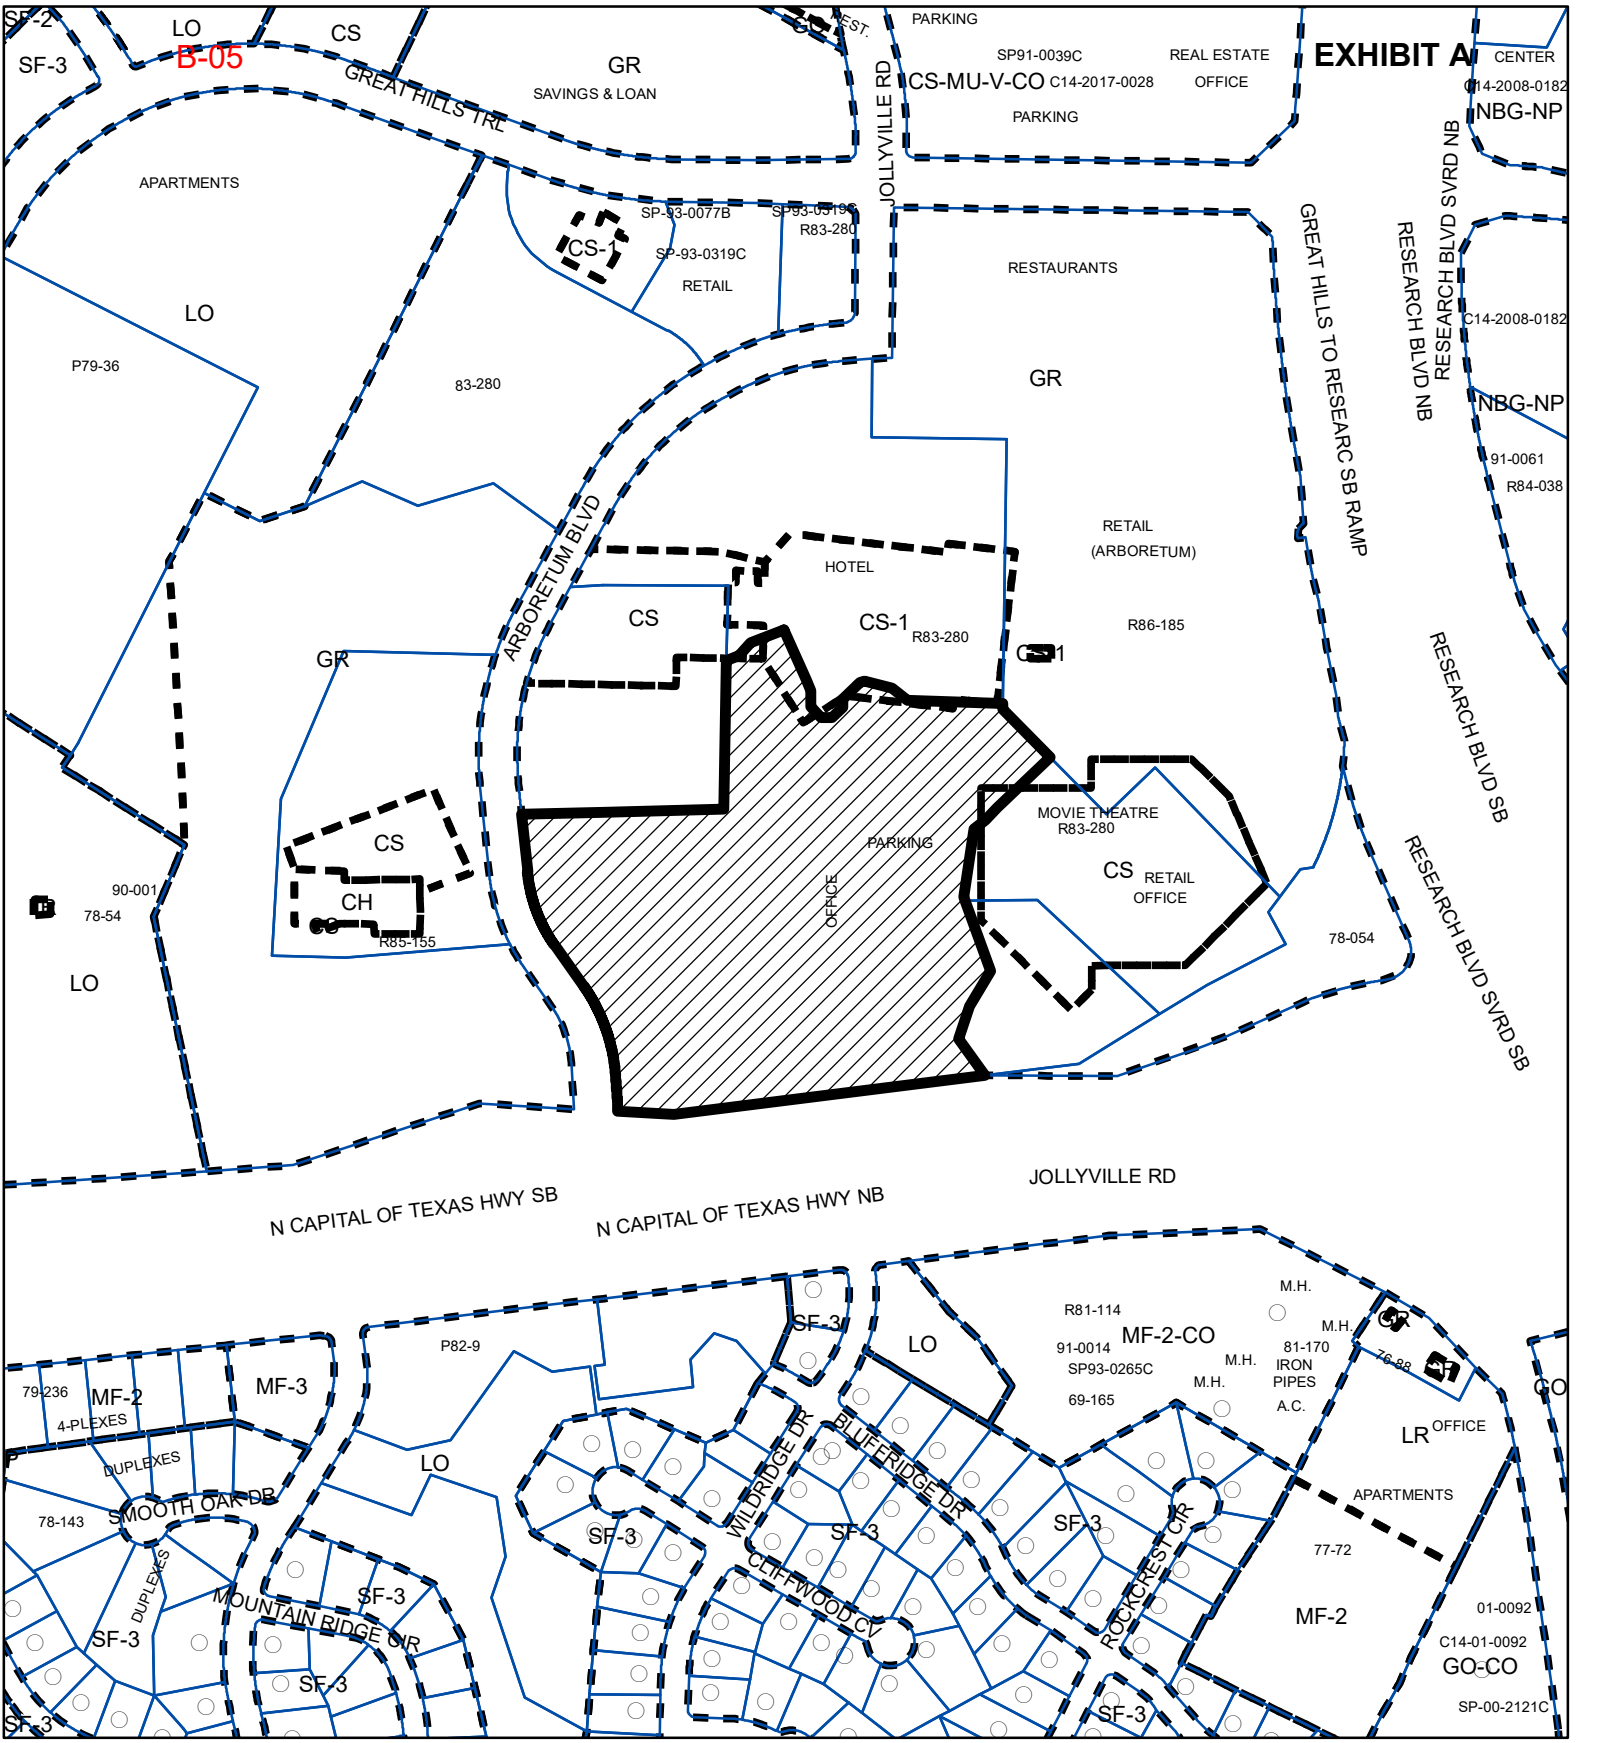 SF-2
LO
CS
REST.
PARKING
EXHIBIT A
B-05
SF-3
GR
SP91-0039C
REAL ESTATE
OFFICE
CENTER
SAVINGS & LOAN
CS-MU-V-CO C14-2017-0028
C14-2008-0182
NBG-NP
GREAT HILLS TRL
JOLLYVILLE RD
PARKING
RESEARCH BLVD SVRD NB
APARTMENTS
SP-93-0077B
SP93-0319C
R83-280
CS-1
SP-93-0319C
RETAIL
RESTAURANTS
GREAT HILLS TO RESEARC SB RAMP
RESEARCH BLVD NB
LO
C14-2008-0182
P79-36
83-280
GR
NBG-NP
91-0061
R84-038
ARBORETUM BLVD
RETAIL
(ARBORETUM)
HOTEL
CS
CS-1
R83-280
R86-185
CS-1
GR
RESEARCH BLVD SB
MOVIE THEATRE
R83-280
CS
PARKING
OFFICE
CS
RETAIL
OFFICE
RESEARCH BLVD SVRD SB
90-001
78-54
CH
R85-155
78-054
LO
JOLLYVILLE RD
N CAPITAL OF TEXAS HWY SB
N CAPITAL OF TEXAS HWY NB
M.H.
R81-114
SF-3
LO
MF-2-CO
M.H.
P82-9
91-0014
81-170
SP93-0265C
M.H.
IRON
PIPES
76-88
79-236
MF-2
MF-3
M.H.
69-165
A.C.
GO
4-PLEXES
LR
OFFICE
DUPLEXES
LO
WILDRIDGE DR
BLUFFRIDGE DR
SMOOTH OAK DR
APARTMENTS
78-143
SF-3
SF-3
SF-3
ROCKCREST CIR
77-72
DUPLEXES
CLIFFWOOD CV
MOUNTAIN RIDGE CIR
SF-3
SF-3
MF-2
01-0092
C14-01-0092
GO-CO
SF-3
SF-3
SF-3
SP-00-2121C